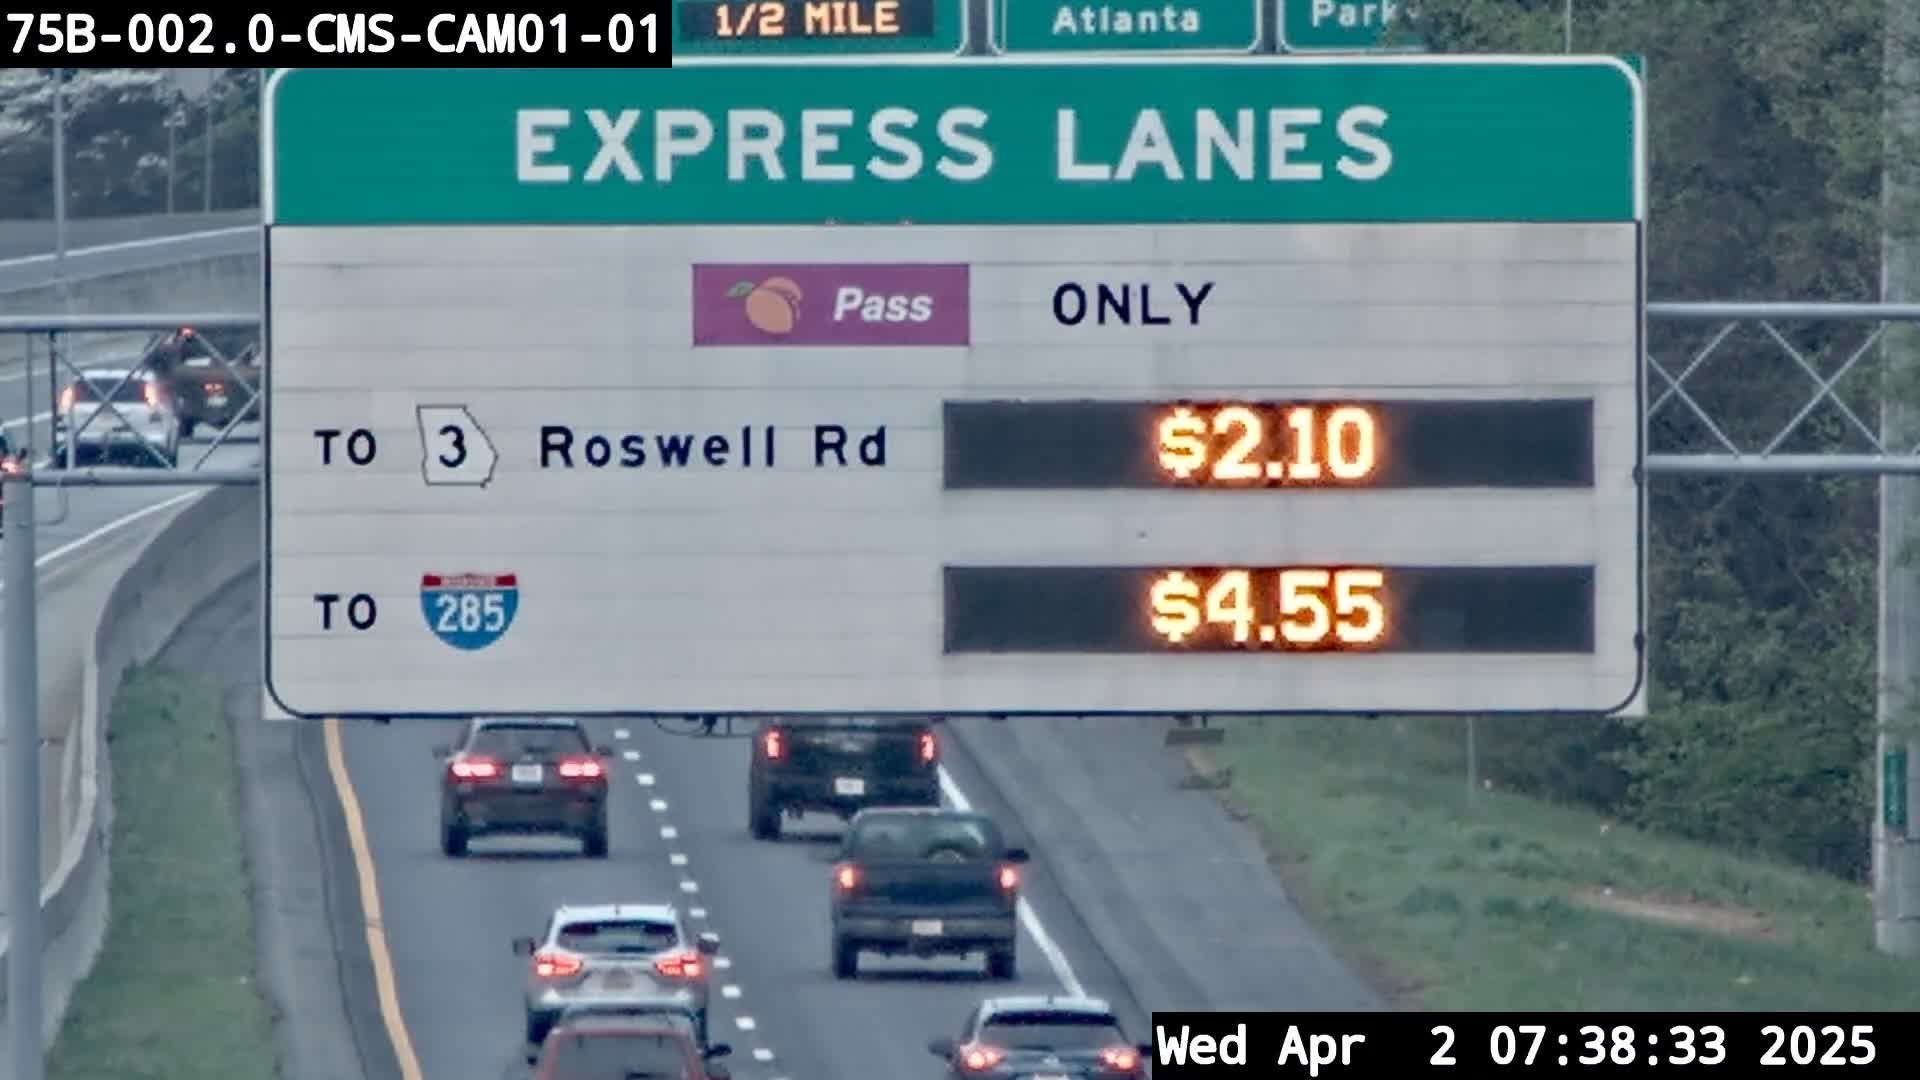 75B-002.0-CMS-CAM01-01
1/2 MILE
Atlanta
Park
EXPRESS LANES
Pass ONLY
TO 3 Roswell Rd $2.10
TO 285 $4.55
Wed Apr 2 07:38:33 2025